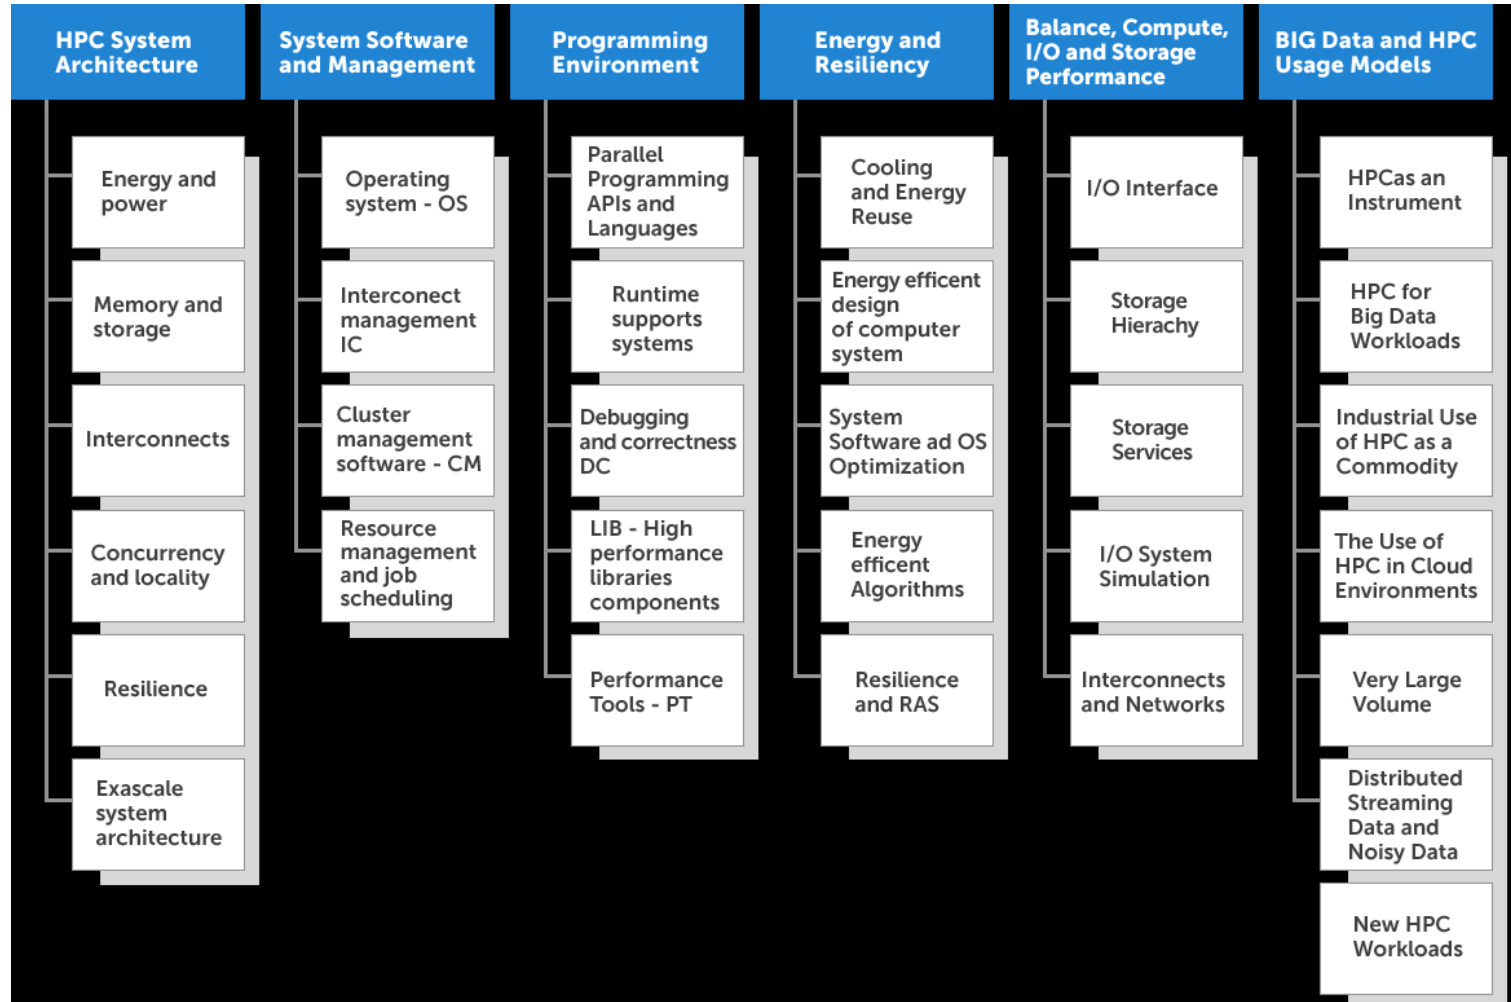 HPC System
Architecture
Energy and
power
Memory and
storage
Interconnects
Concurrency
and locality
Resilience
Exascale
system
architecture
System Software
and Management
Operating
system - OS
Interconect
management
IC
Cluster
management
software - CM
Resource
management
and job
scheduling
Programming
Environment
Parallel
Programming
APIs and
Languages
Runtime
supports
systems
Debugging
and correctness
DC
LIB - High
performance
libraries
components
Performance
Tools - PT
Energy and
Resiliency
Cooling
and Energy
Reuse
Energy efficent
design
of computer
system
System
Software ad OS
Optimization
Energy
efficent
Algorithms
Resilience
and RAS
Balance, Compute,
I/O and Storage
Performance
I/O Interface
Storage
Hierachy
Storage
Services
I/O System
Simulation
Interconnects
and Networks
BIG Data and HPC
Usage Models
HPCas an
Instrument
HPC for
Big Data
Workloads
Industrial Use
of HPC as a
Commodity
The Use of
HPC in Cloud
Environments
Very Large
Volume
Distributed
Streaming
Data and
Noisy Data
New HPC
Workloads